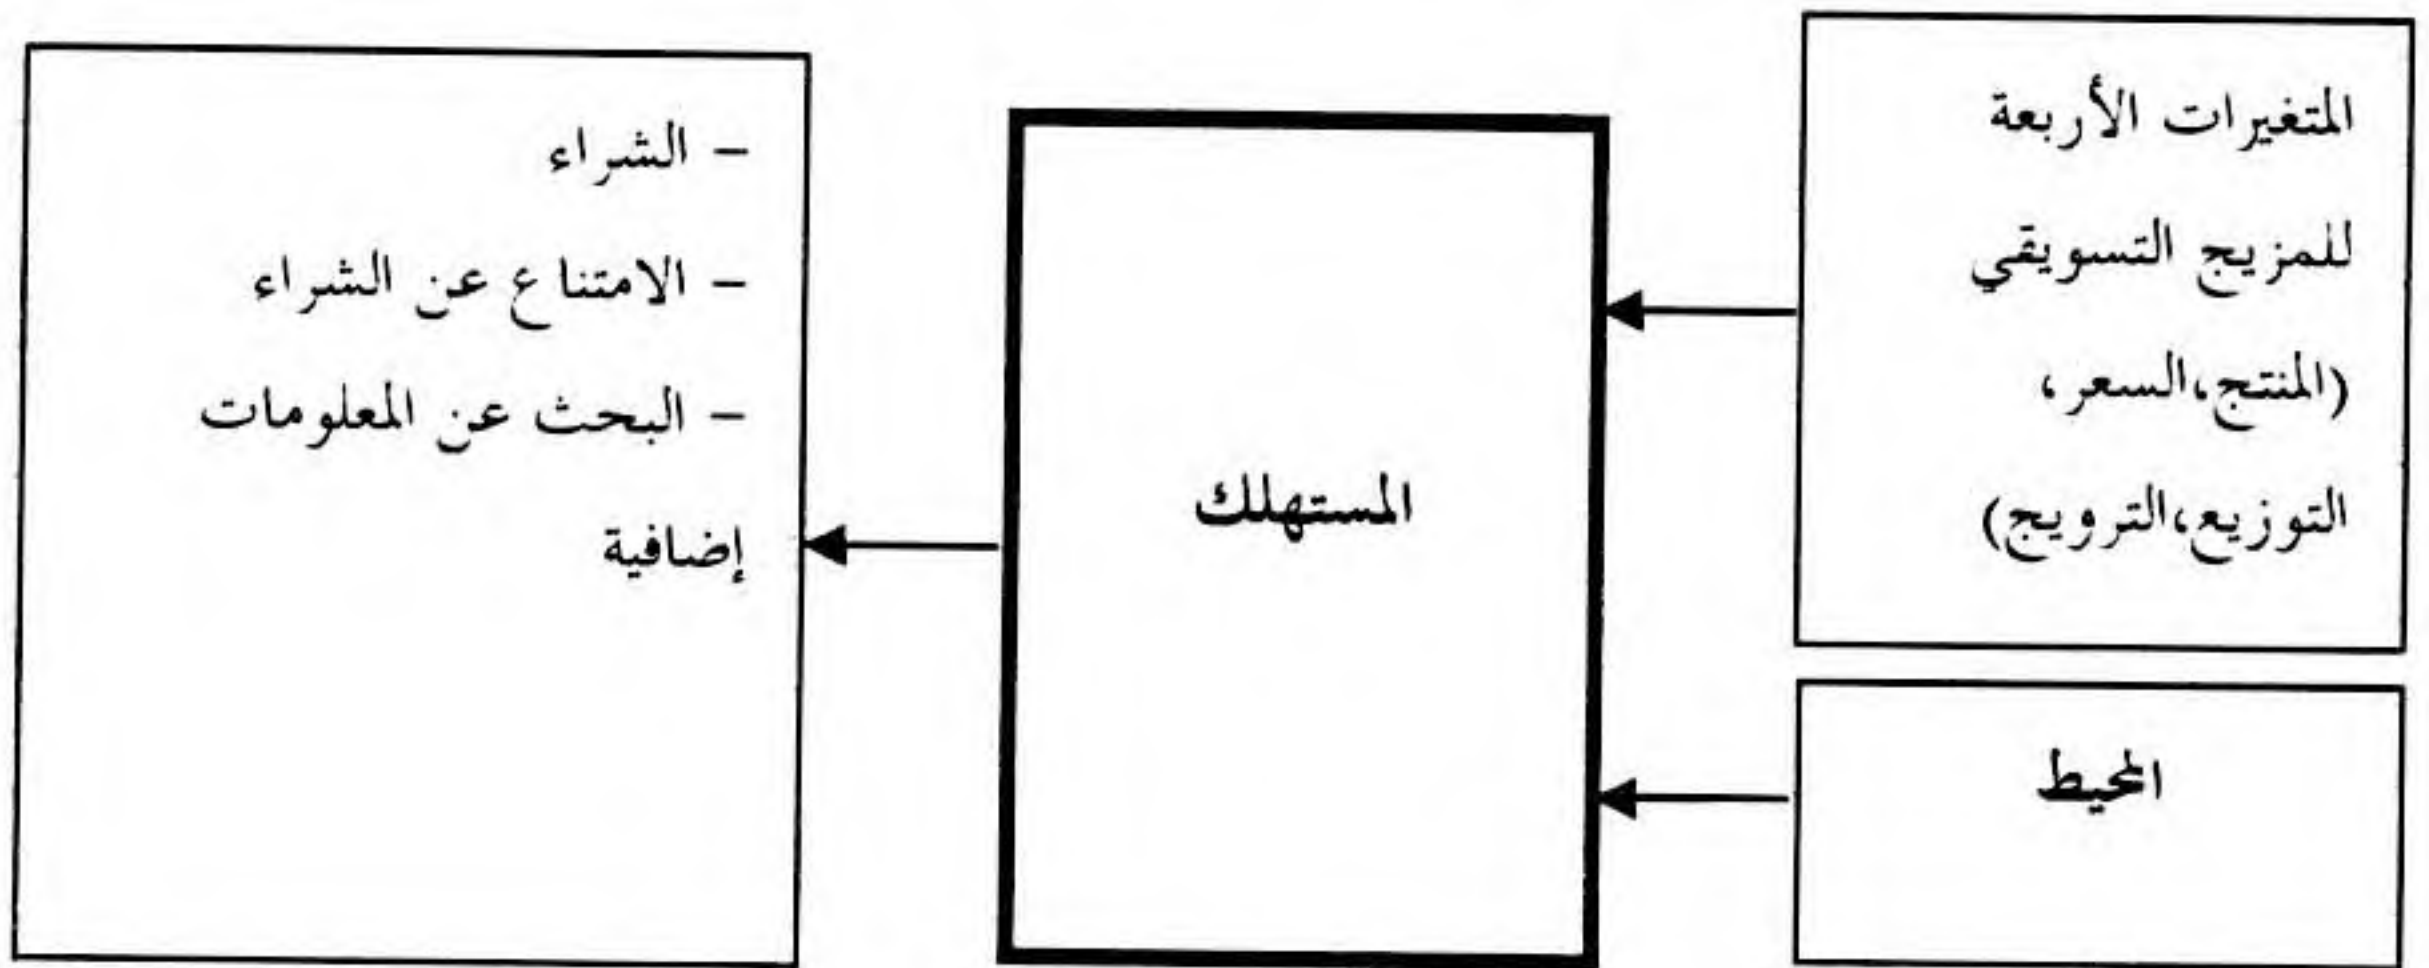 المتغيرات الأربعة
للمزيج التسويقي
(المنتج،السعر،
التوزيع،الترويج)
المحيط
المستهلك
– الشراء
– الامتناع عن الشراء
– البحث عن المعلومات
إضافية